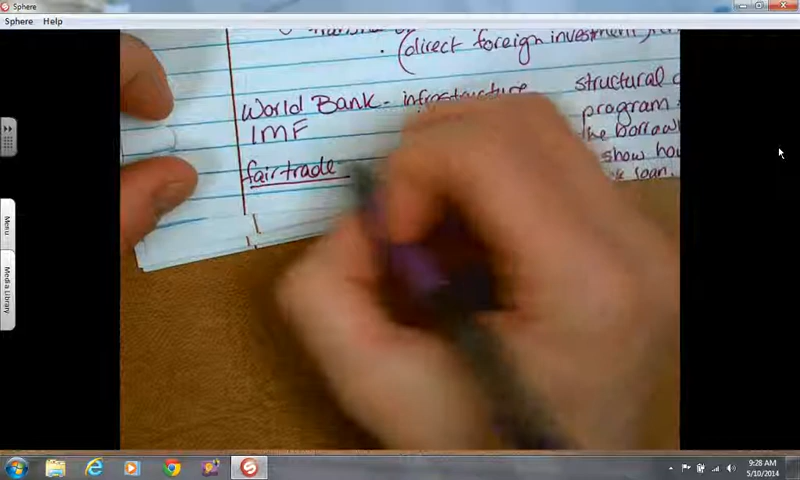 Sphere
Sphere Help
(direct foreign investment)
World Bank - infrastructure
IMF
fair trade
structural
program
the borrow
show
loan.
Menu
Media Library
9:28 AM
5/10/2014